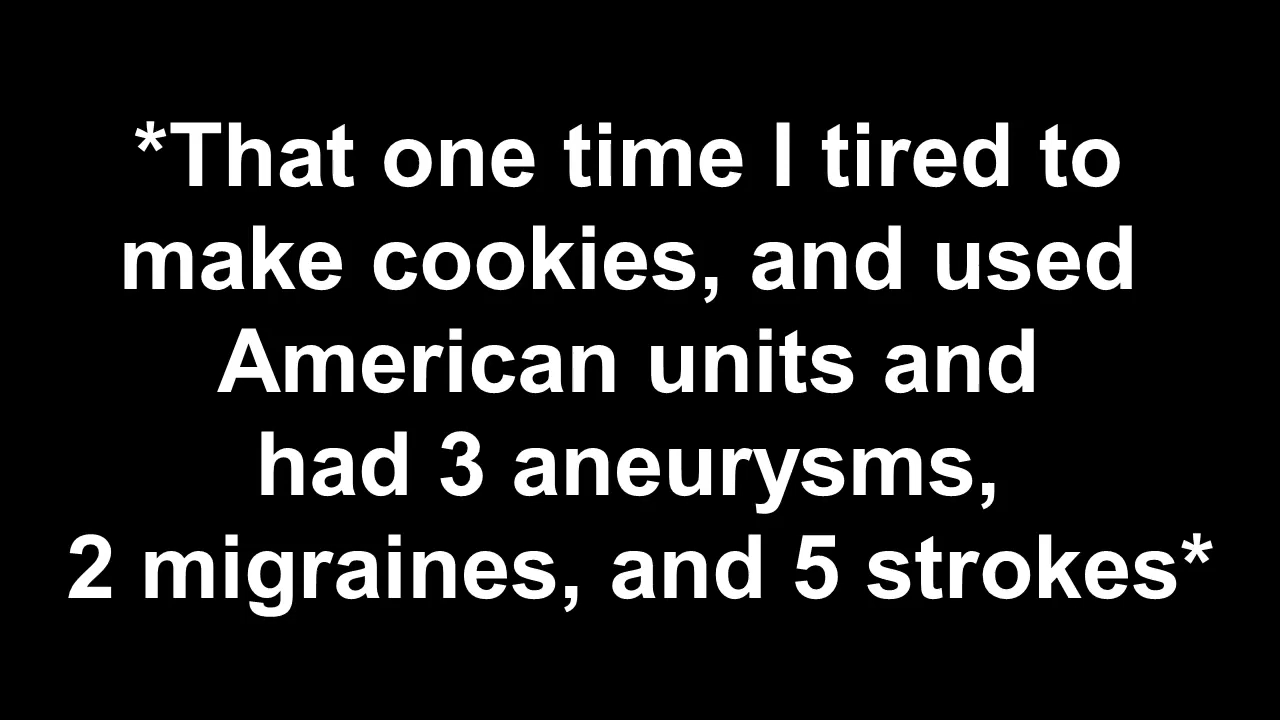 *That one time I tired to
make cookies, and used
American units and
had 3 aneurysms,
2 migraines, and 5 strokes*